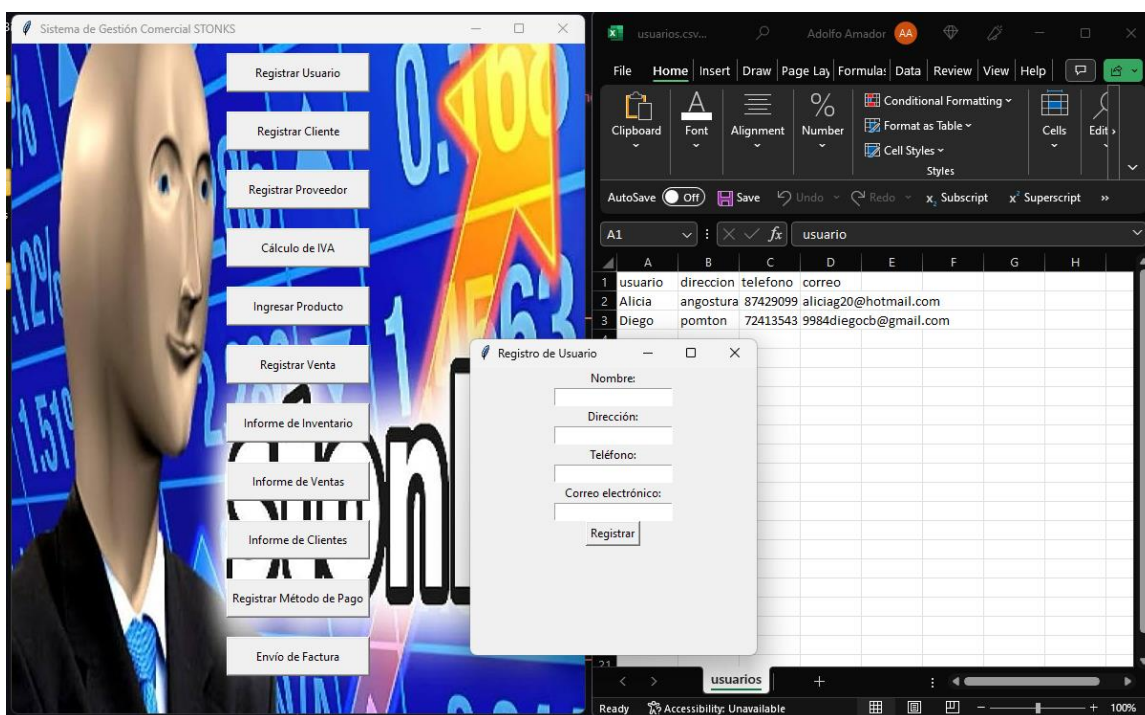 Sistema de Gestión Comercial STONKS
Registrar Usuario
Registrar Cliente
Registrar Proveedor
Cálculo de IVA
Ingresar Producto
Registrar Venta
Informe de Inventario
Informe de Ventas
Informe de Clientes
Registrar Método de Pago
Envío de Factura
12%
1.519
Registro de Usuario
Nombre:
Dirección:
Teléfono:
Correo electrónico:
Registrar
usuarios.csv...
Adolfo Amador AA
File Home Insert Draw Page Lay Formula: Data Review View Help
Clipboard Font Alignment Number
Conditional Formatting
Format as Table
Cell Styles
Styles
Cells
Edit
AutoSave Off Save Undo Redo x, Subscript x² Superscript »
A1 fx usuario
A B C D E F G H
1 usuario direccion telefono correo
2 Alicia angostura 87429099 aliciag20@hotmail.com
3 Diego pomton 72413543 9984diegocb@gmail.com
21
usuarios +
Ready Accessibility: Unavailable 100%